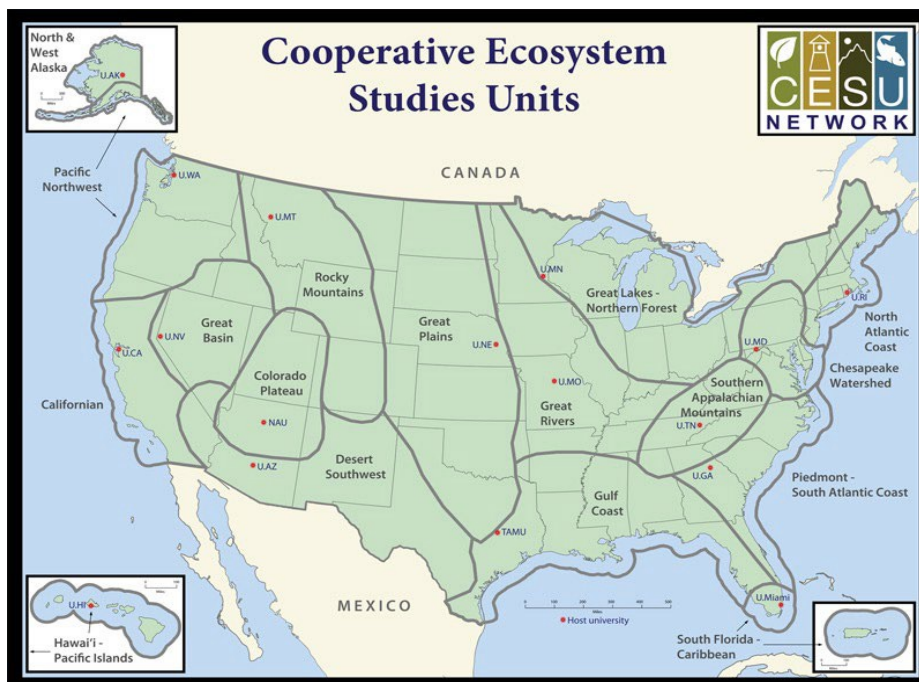 North &
West
Alaska
U.AK
Cooperative Ecosystem
Studies Units
CESU
NETWORK
Pacific
Northwest
CANADA
U.WA
U.MT
Rocky
Mountains
U.MN
Great Lakes -
Northern Forest
U.RI
North
Atlantic
Coast
Great
Basin
U.NV
U.CA
Great
Plains
U.NE
U.MD
Chesapeake
Watershed
Colorado
Plateau
U.MO
Southern
Appalachian
Mountains
Californian
NAU
Great
Rivers
U.TN
Desert
Southwest
U.AZ
U.GA
Piedmont -
South Atlantic Coast
Gulf
Coast
TAMU
U.HI
Hawai'i -
Pacific Islands
MEXICO
Host university
U.Miami
South Florida -
Caribbean